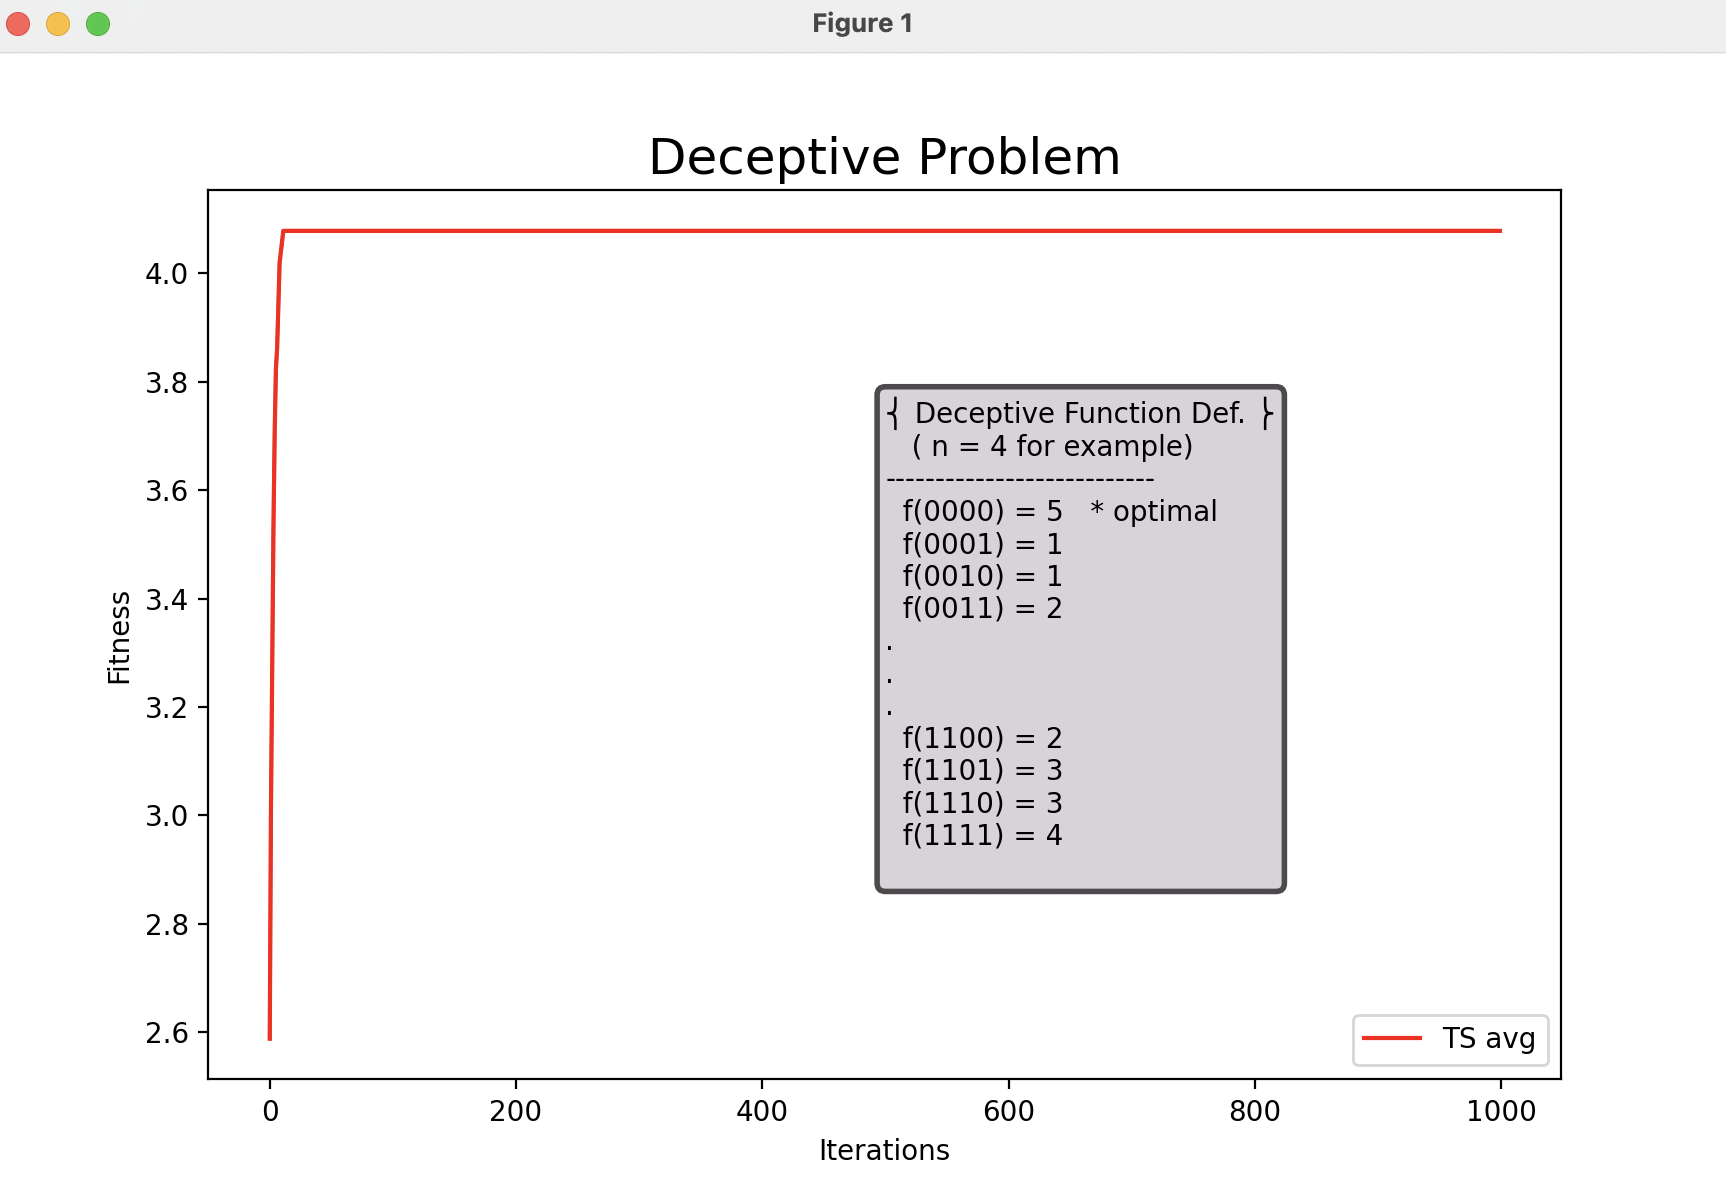 Figure 1
Deceptive Problem
4.0
3.8
3.6
3.4
3.2
3.0
2.8
2.6
Fitness
⎨ Deceptive Function Def. ⎬
( n = 4 for example)
---------------------------
f(0000) = 5 * optimal
f(0001) = 1
f(0010) = 1
f(0011) = 2
.
.
.
f(1100) = 2
f(1101) = 3
f(1110) = 3
f(1111) = 4
TS avg
0 200 400 600 800 1000
Iterations